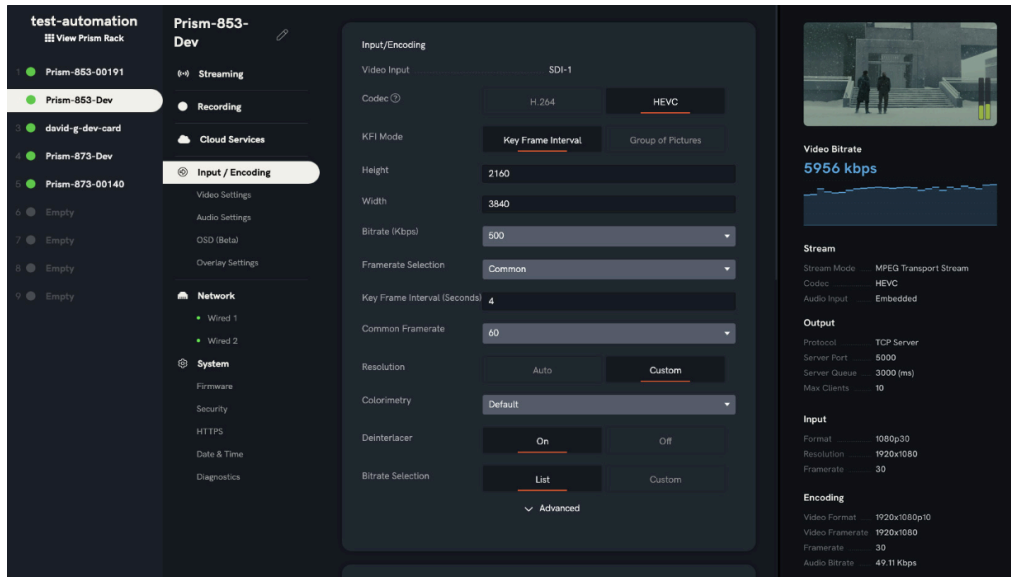 test-automation
View Prism Rack
1 Prism-853-00191
Prism-853-Dev
3 david-g-dev-card
4 Prism-873-Dev
5 Prism-873-00140
6 Empty
7 Empty
8 Empty
9 Empty
Prism-853-
Dev
Streaming
Recording
Cloud Services
Input / Encoding
Video Settings
Audio Settings
OSD (Beta)
Overlay Settings
Network
Wired 1
Wired 2
System
Firmware
Security
HTTPS
Date & Time
Diagnostics
Input/Encoding
Video Input SDI-1
Codec ? H.264 HEVC
KFI Mode Key Frame Interval Group of Pictures
Height 2160
Width 3840
Bitrate (Kbps) 500
Framerate Selection Common
Key Frame Interval (Seconds) 4
Common Framerate 60
Resolution Auto Custom
Colorimetry Default
Deinterlacer On Off
Bitrate Selection List Custom
Advanced
Video Bitrate
5956 kbps
Stream
Stream Mode MPEG Transport Stream
Codec HEVC
Audio Input Embedded
Output
Protocol TCP Server
Server Port 5000
Server Queue 3000 (ms)
Max Clients 10
Input
Format 1080p30
Resolution 1920x1080
Framerate 30
Encoding
Video Format 1920x1080p10
Video Framerate 1920x1080
Framerate 30
Audio Bitrate 49.11 Kbps